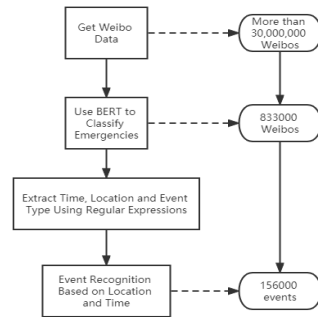 Get Weibo
Data
More than
30,000,000
Weibos
Use BERT to
Classify
Emergencies
833000
Weibos
Extract Time, Location and Event
Type Using Regular Expressions
Event Recognition
Based on Location
and Time
156000
events